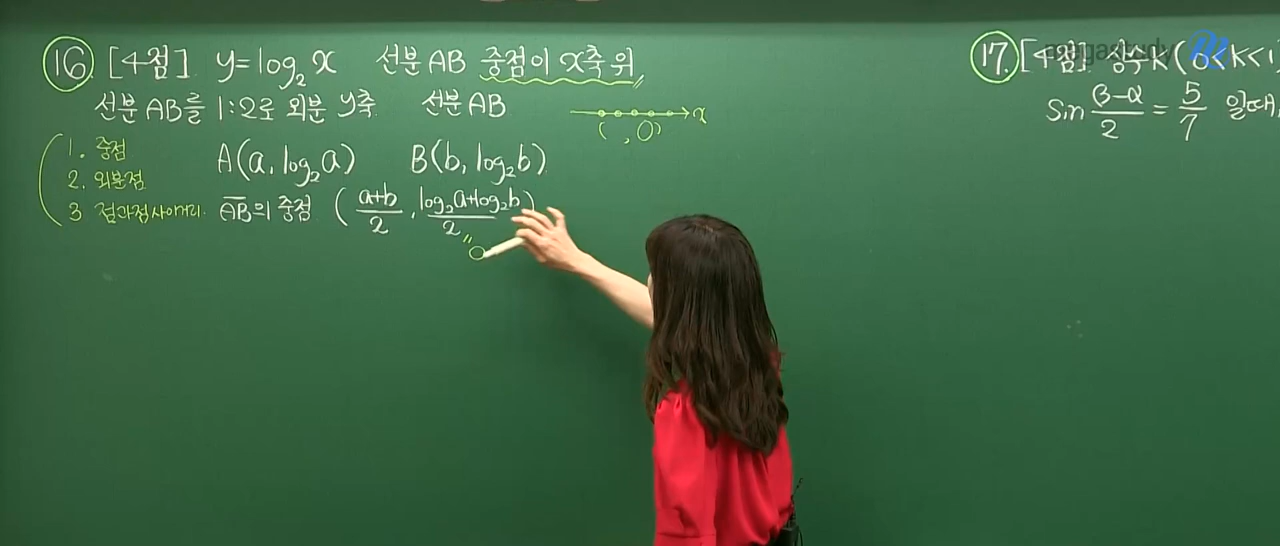 16. [4점] y=log₂x 선분 AB 중점이 x축 위
선분 AB를 1:2로 외분 y축 선분 AB
x
( , 0)
1. 중점
2. 외분점
3 점과점사이거리.
A(a, log₂a) B(b, log₂b)
AB의 중점 (a+b/2, log₂a+log₂b/2)
"
0
17. [4점] 상수 k(0<k<1)
sin β-α/2 = 5/7 일때,
megastudy